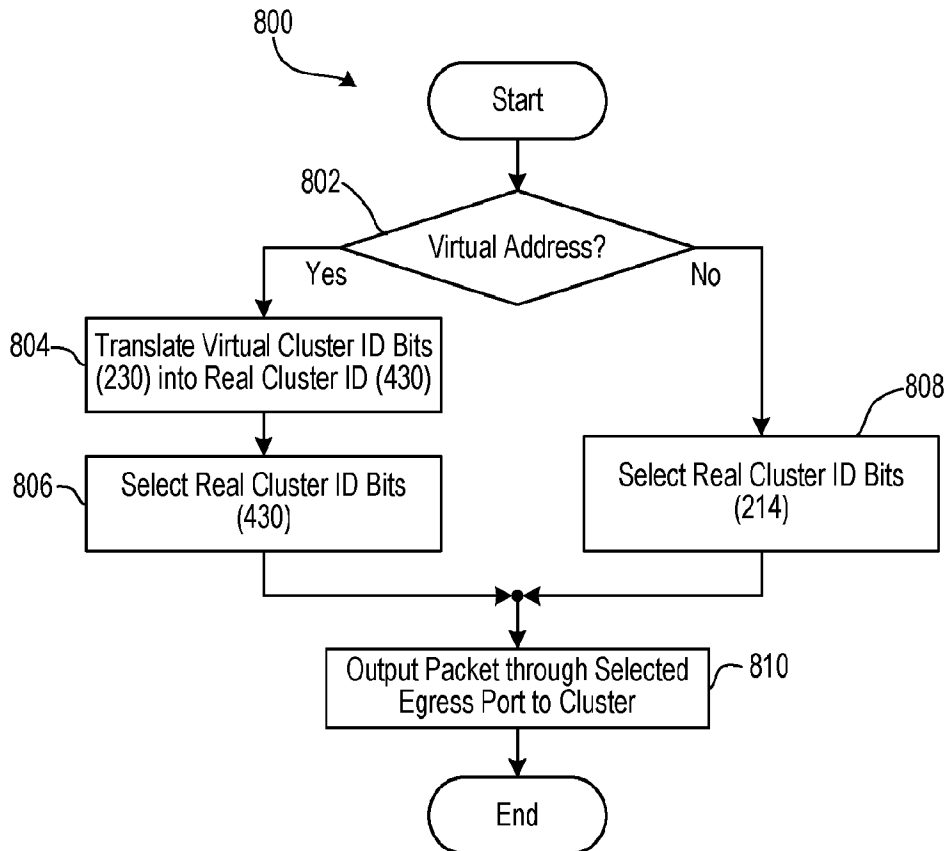 800
Start
802
Virtual Address?
Yes
No
804
Translate Virtual Cluster ID Bits
(230) into Real Cluster ID (430)
808
806
Select Real Cluster ID Bits
(430)
Select Real Cluster ID Bits
(214)
Output Packet through Selected
Egress Port to Cluster
810
End